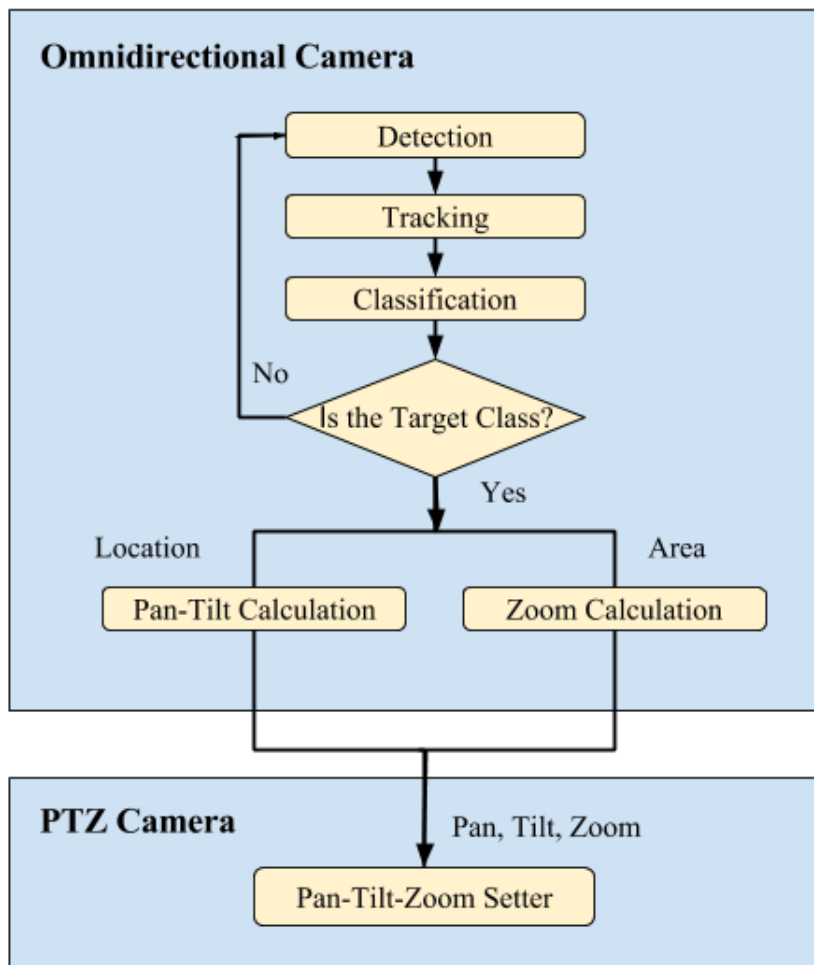 Omnidirectional Camera
Detection
Tracking
Classification
No
Is the Target Class?
Yes
Location
Area
Pan-Tilt Calculation
Zoom Calculation
PTZ Camera
Pan, Tilt, Zoom
Pan-Tilt-Zoom Setter